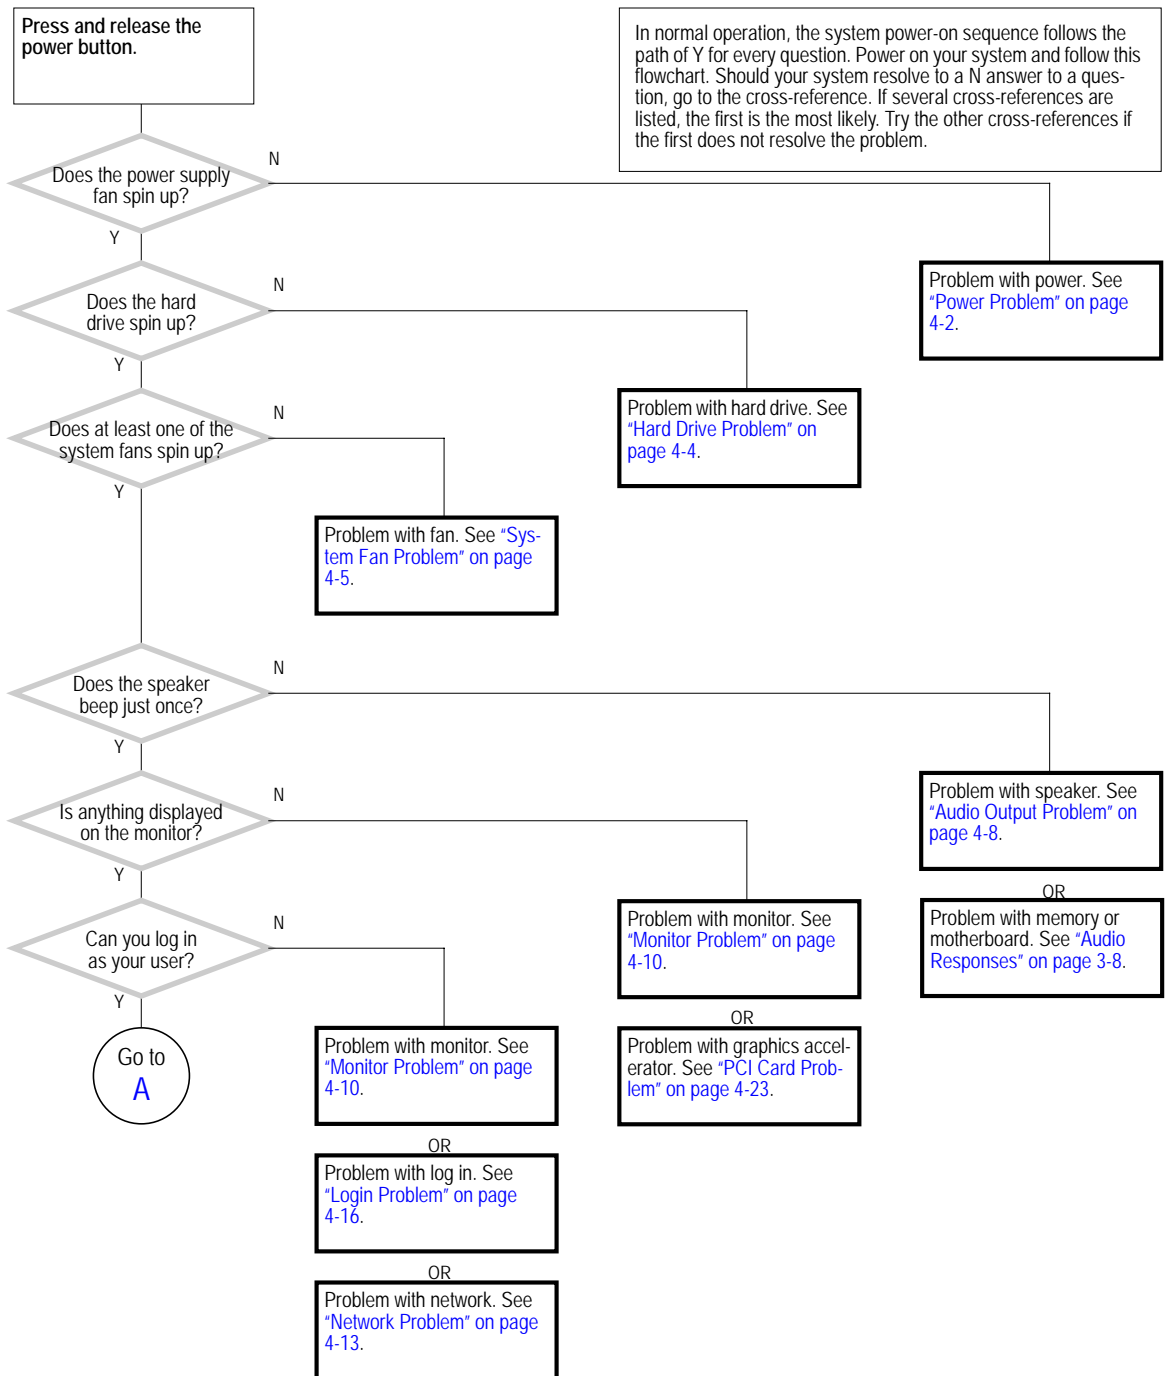 Press and release the
power button.
In normal operation, the system power-on sequence follows the
path of Y for every question. Power on your system and follow this
flowchart. Should your system resolve to a N answer to a ques-
tion, go to the cross-reference. If several cross-references are
listed, the first is the most likely. Try the other cross-references if
the first does not resolve the problem.
Does the power supply
fan spin up?
N
Y
Problem with power. See
"Power Problem" on page
4-2.
Does the hard
drive spin up?
N
Y
Problem with hard drive. See
"Hard Drive Problem" on
page 4-4.
Does at least one of the
system fans spin up?
N
Y
Problem with fan. See "Sys-
tem Fan Problem" on page
4-5.
Does the speaker
beep just once?
N
Y
Problem with speaker. See
"Audio Output Problem" on
page 4-8.
OR
Problem with memory or
motherboard. See "Audio
Responses" on page 3-8.
Is anything displayed
on the monitor?
N
Y
Problem with monitor. See
"Monitor Problem" on page
4-10.
OR
Problem with graphics accel-
erator. See "PCI Card Prob-
lem" on page 4-23.
Can you log in
as your user?
N
Y
Go to
A
Problem with monitor. See
"Monitor Problem" on page
4-10.
OR
Problem with log in. See
"Login Problem" on page
4-16.
OR
Problem with network. See
"Network Problem" on page
4-13.